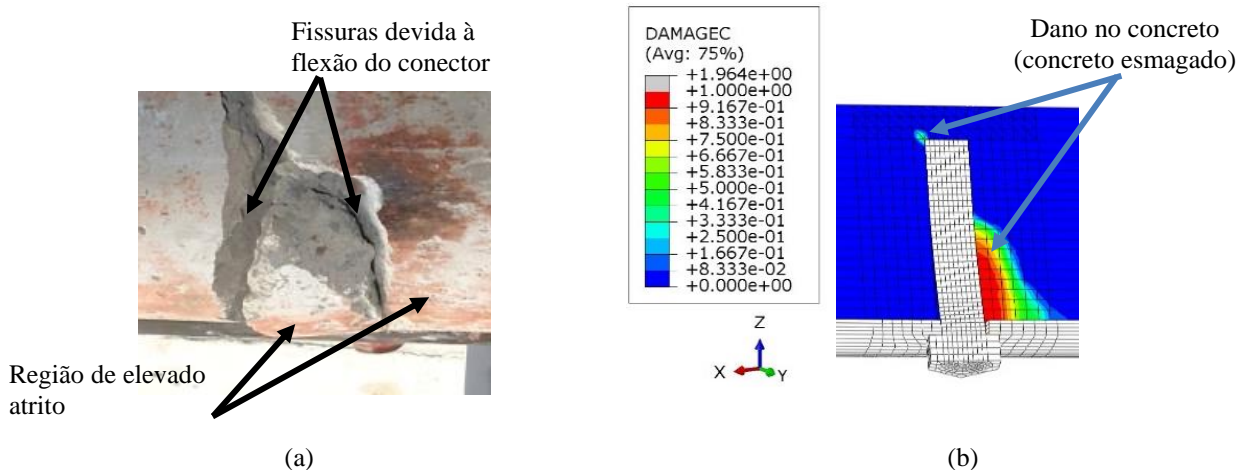 Fissuras devida à
flexão do conector
Região de elevado
atrito
(a)
DAMAGEC
(Avg: 75%)
+1.964e+00
+1.000e+00
+9.167e-01
+8.333e-01
+7.500e-01
+6.667e-01
+5.833e-01
+5.000e-01
+4.167e-01
+3.333e-01
+2.500e-01
+1.667e-01
+8.333e-02
+0.000e+00
Z
X
Y
Dano no concreto
(concreto esmagado)
(b)